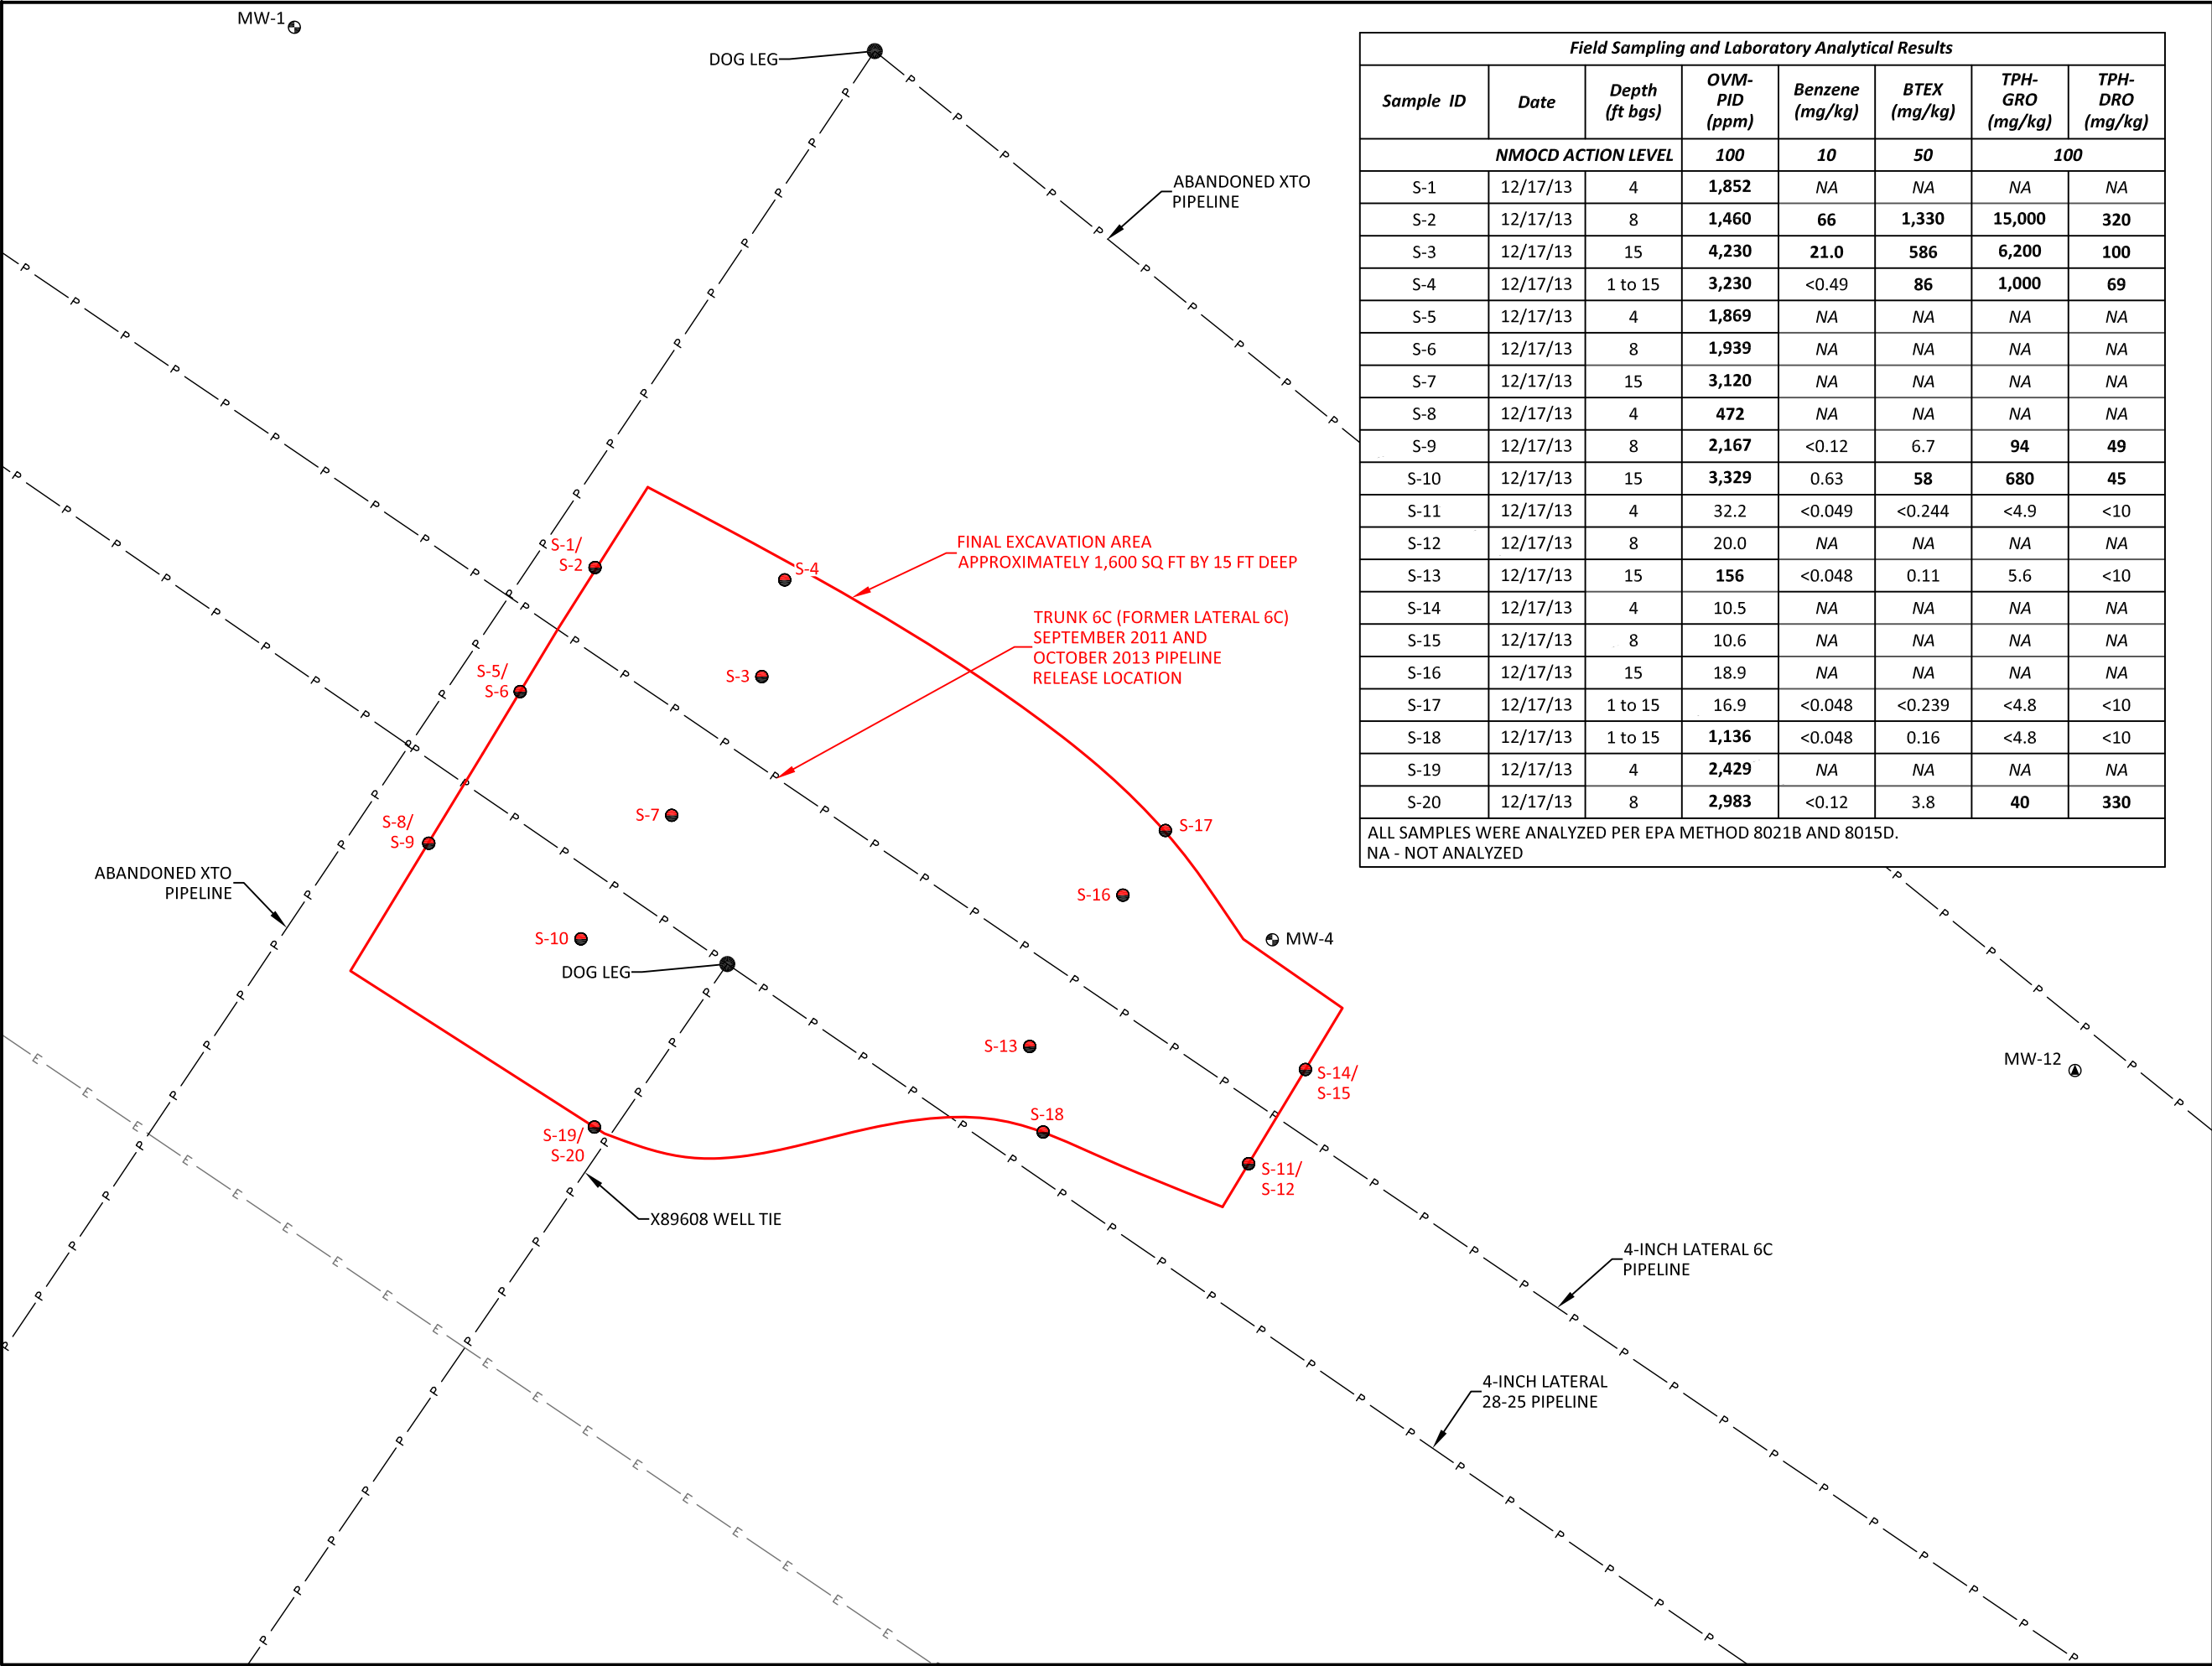 MW-1
DOG LEG
ABANDONED XTO
PIPELINE
Field Sampling and Laboratory Analytical Results
Sample ID Date Depth (ft bgs) OVM-PID (ppm) Benzene (mg/kg) BTEX (mg/kg) TPH-GRO (mg/kg) TPH-DRO (mg/kg)
NMOCD ACTION LEVEL 100 10 50 100
S-1 12/17/13 4 1,852 NA NA NA NA
S-2 12/17/13 8 1,460 66 1,330 15,000 320
S-3 12/17/13 15 4,230 21.0 586 6,200 100
S-4 12/17/13 1 to 15 3,230 <0.49 86 1,000 69
S-5 12/17/13 4 1,869 NA NA NA NA
S-6 12/17/13 8 1,939 NA NA NA NA
S-7 12/17/13 15 3,120 NA NA NA NA
S-8 12/17/13 4 472 NA NA NA NA
S-9 12/17/13 8 2,167 <0.12 6.7 94 49
S-10 12/17/13 15 3,329 0.63 58 680 45
S-11 12/17/13 4 32.2 <0.049 <0.244 <4.9 <10
S-12 12/17/13 8 20.0 NA NA NA NA
S-13 12/17/13 15 156 <0.048 0.11 5.6 <10
S-14 12/17/13 4 10.5 NA NA NA NA
S-15 12/17/13 8 10.6 NA NA NA NA
S-16 12/17/13 15 18.9 NA NA NA NA
S-17 12/17/13 1 to 15 16.9 <0.048 <0.239 <4.8 <10
S-18 12/17/13 1 to 15 1,136 <0.048 0.16 <4.8 <10
S-19 12/17/13 4 2,429 NA NA NA NA
S-20 12/17/13 8 2,983 <0.12 3.8 40 330
ALL SAMPLES WERE ANALYZED PER EPA METHOD 8021B AND 8015D.
NA - NOT ANALYZED
FINAL EXCAVATION AREA
APPROXIMATELY 1,600 SQ FT BY 15 FT DEEP
TRUNK 6C (FORMER LATERAL 6C)
SEPTEMBER 2011 AND
OCTOBER 2013 PIPELINE
RELEASE LOCATION
S-1/
S-2
S-4
S-3
S-5/
S-6
S-7
S-8/
S-9
S-17
S-16
ABANDONED XTO
PIPELINE
S-10
DOG LEG
MW-4
S-13
S-14/
S-15
MW-12
S-18
S-19/
S-20
S-11/
S-12
X89608 WELL TIE
4-INCH LATERAL 6C
PIPELINE
4-INCH LATERAL
28-25 PIPELINE